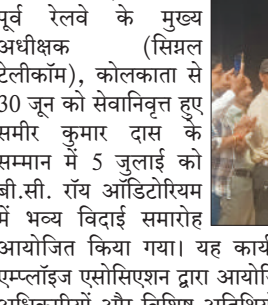 पूर्व रेलवे के मुख्य
अधीक्षक (सिग्नल
टेलीकॉम), कोलकाता से
30 जून को सेवानिवृत्त हुए
समीर कुमार दास के
सम्मान में 5 जुलाई को
बी.सी. रॉय ऑडिटोरियम
में भव्य विदाई समारोह
आयोजित किया गया। यह
एम्प्लॉइज एसोसिएशन द्वारा